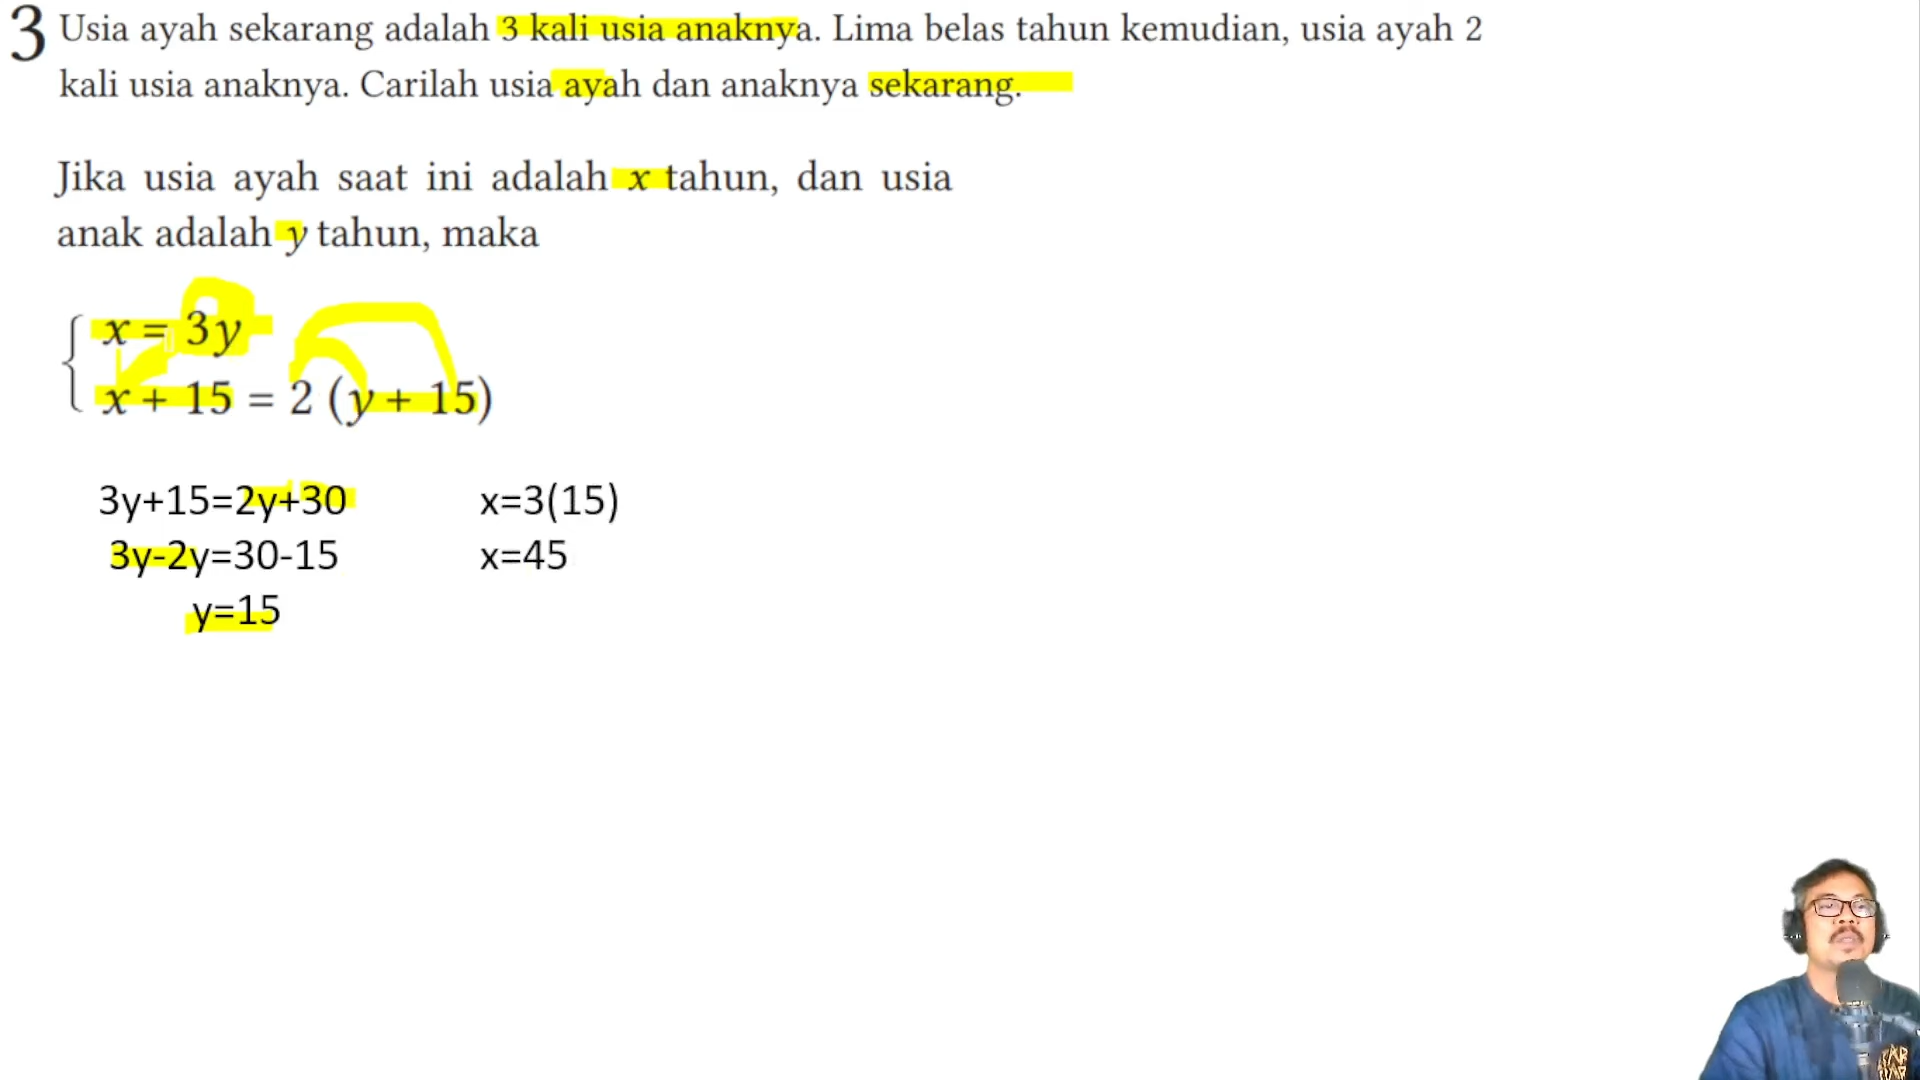 3 Usia ayah sekarang adalah 3 kali usia anaknya. Lima belas tahun kemudian, usia ayah 2
kali usia anaknya. Carilah usia ayah dan anaknya sekarang.
Jika usia ayah saat ini adalah x tahun, dan usia
anak adalah y tahun, maka
x = 3y
x + 15 = 2 (y + 15)
3y+15=2y+30
3y-2y=30-15
y=15
x=3(15)
x=45